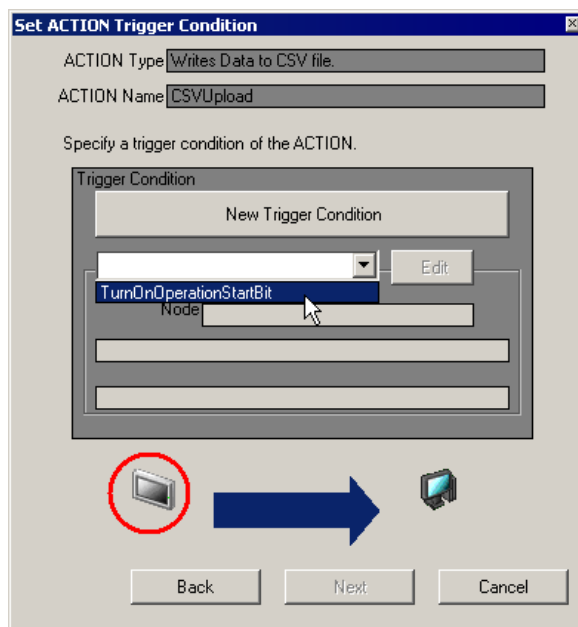 Set ACTION Trigger Condition
ACTION Type Writes Data to CSV file.
ACTION Name CSVUpload
Specify a trigger condition of the ACTION.
Trigger Condition
New Trigger Condition
Edit
TurnOnOperationStartBit
Node
Back Next Cancel